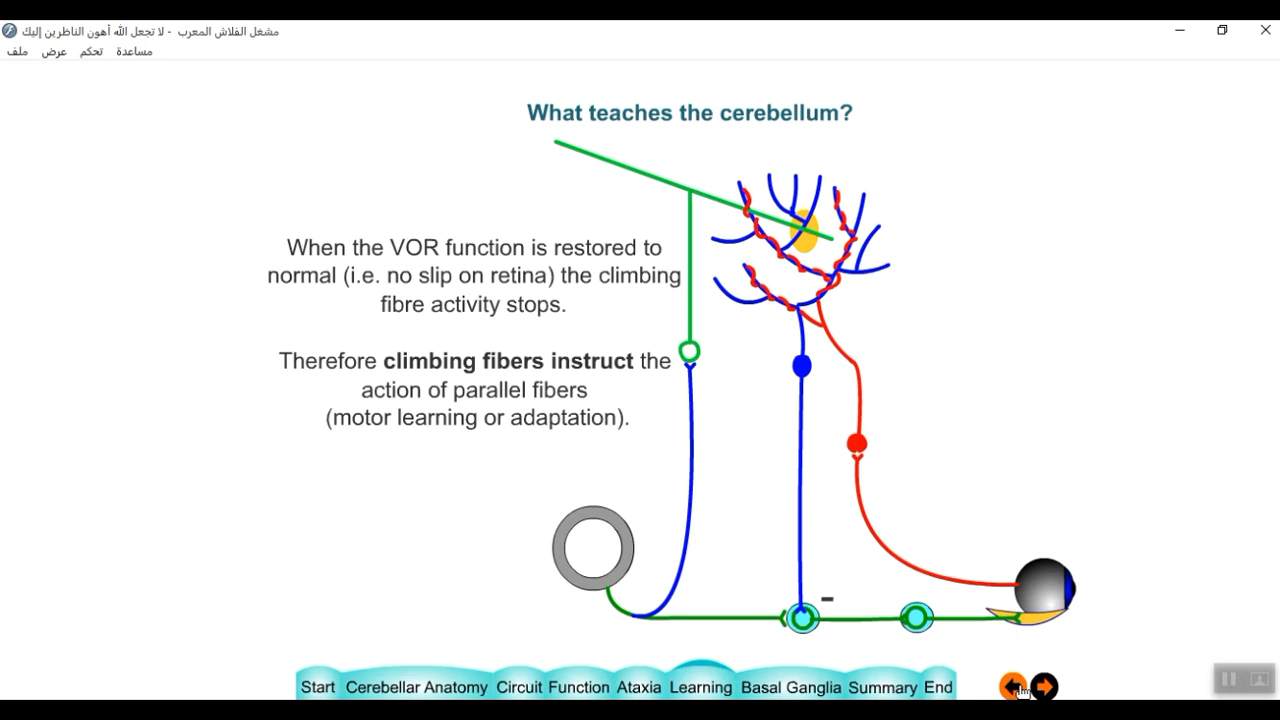 مشغل الفلاش المعرب - لا تجعل الله أهون الناظرين إليك
ملف عرض تحكم مساعدة
What teaches the cerebellum?
When the VOR function is restored to
normal (i.e. no slip on retina) the climbing
fibre activity stops.
Therefore climbing fibers instruct the
action of parallel fibers
(motor learning or adaptation).
-
Start Cerebellar Anatomy Circuit Function Ataxia Learning Basal Ganglia Summary End